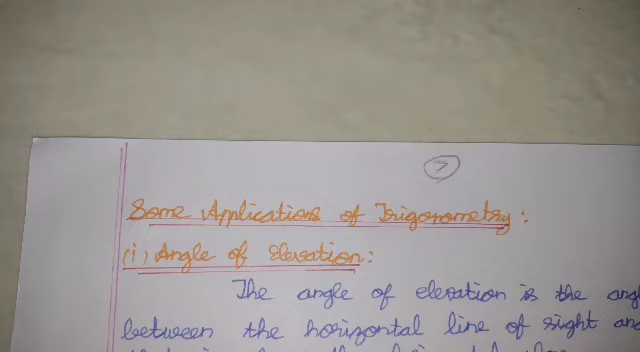 7
Some Applications of Trigonometry:
(i) Angle of Elevation:
The angle of elevation is the
between the horizontal line of sight